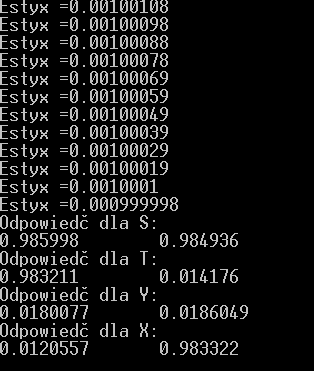 Estyx =0.00100108
Estyx =0.00100098
Estyx =0.00100088
Estyx =0.00100078
Estyx =0.00100069
Estyx =0.00100059
Estyx =0.00100049
Estyx =0.00100039
Estyx =0.00100029
Estyx =0.00100019
Estyx =0.0010001
Estyx =0.000999998
Odpowiedč dla S:
0.985998 0.984936
Odpowiedč dla T:
0.983211 0.014176
Odpowiedč dla Y:
0.0180077 0.0186049
Odpowiedč dla X:
0.0120557 0.983322